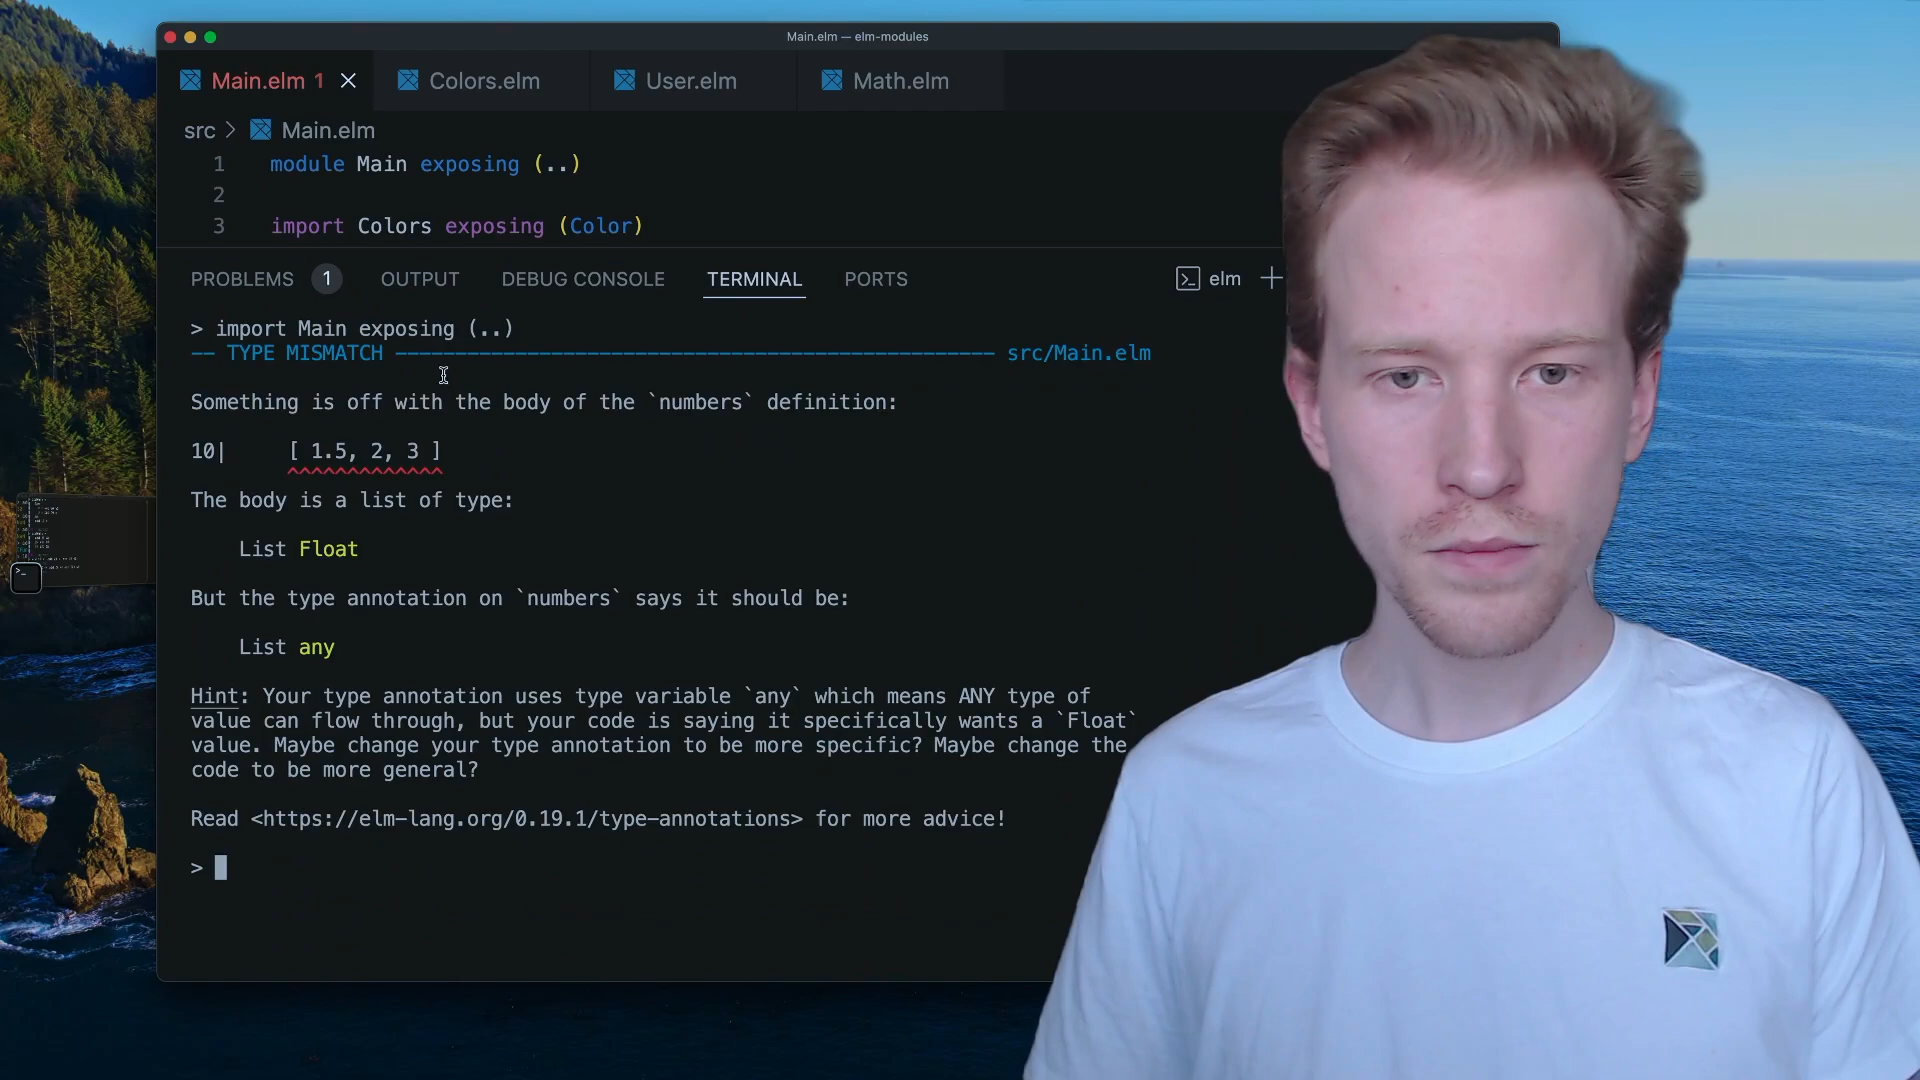 Main.elm — elm-modules
Main.elm 1
Colors.elm
User.elm
Math.elm
src > Main.elm
1 module Main exposing (..)
2
3 import Colors exposing (Color)
PROBLEMS 1 OUTPUT DEBUG CONSOLE TERMINAL PORTS elm
> import Main exposing (..)
-- TYPE MISMATCH -------------------------------------------------- src/Main.elm
Something is off with the body of the `numbers` definition:
10| [ 1.5, 2, 3 ]
^^^^^^^^^^^^^
The body is a list of type:
List Float
But the type annotation on `numbers` says it should be:
List any
Hint: Your type annotation uses type variable `any` which means ANY type of
value can flow through, but your code is saying it specifically wants a `Float`
value. Maybe change your type annotation to be more specific? Maybe change the
code to be more general?
Read <https://elm-lang.org/0.19.1/type-annotations> for more advice!
>